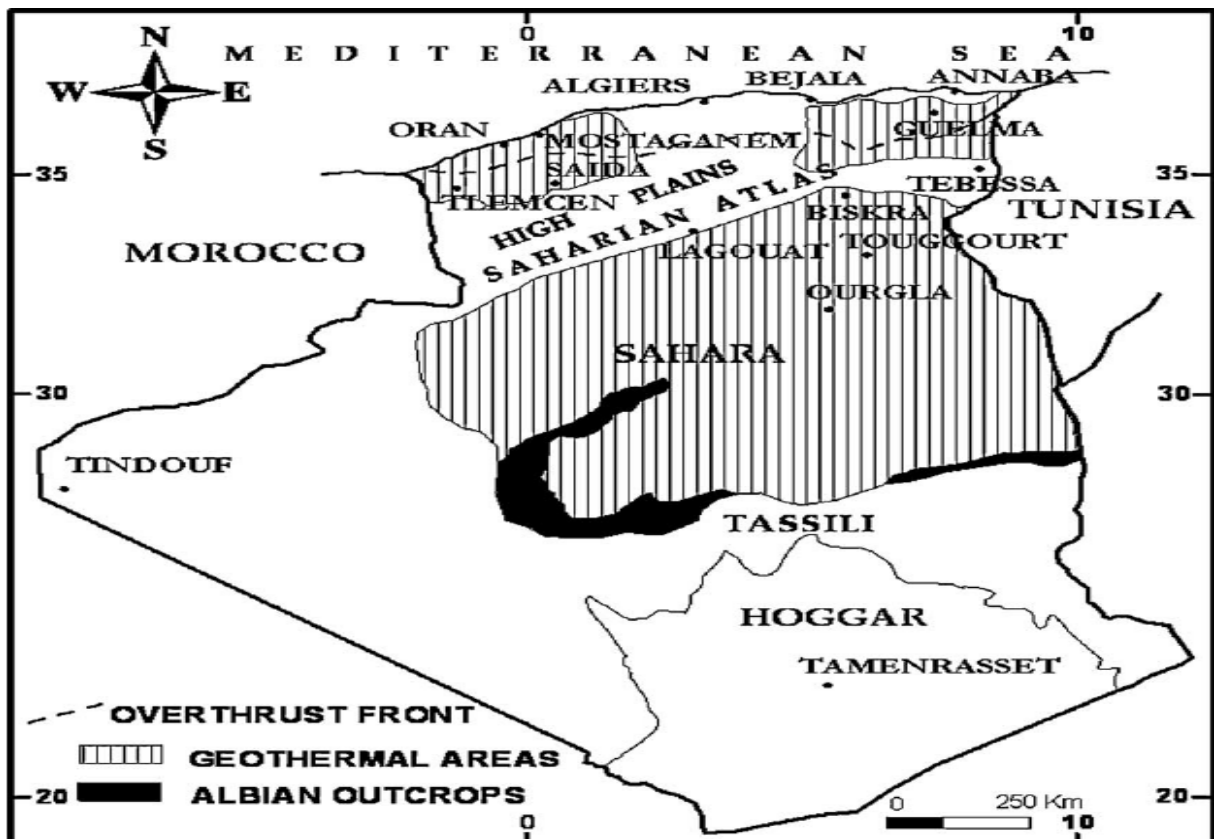 0 10
N
MEDITERRANEAN SEA
W E
S
ALGIERS BEJAIA ANNABA
ORAN MOSTAGANEM GUELMA
35 SAIDA 35
TLEMCEN TEBESSA
HIGH PLAINS
SAHARIAN ATLAS
BISKRA TUNISIA
MOROCCO LAGOUAT TOUGGOURT
OURGLA
SAHARA
30 30
TINDOUF
TASSILI
HOGGAR
TAMENRASSET
OVERTHRUST FRONT
GEOTHERMAL AREAS
20 ALBIAN OUTCROPS 0 250 Km 20
0 10